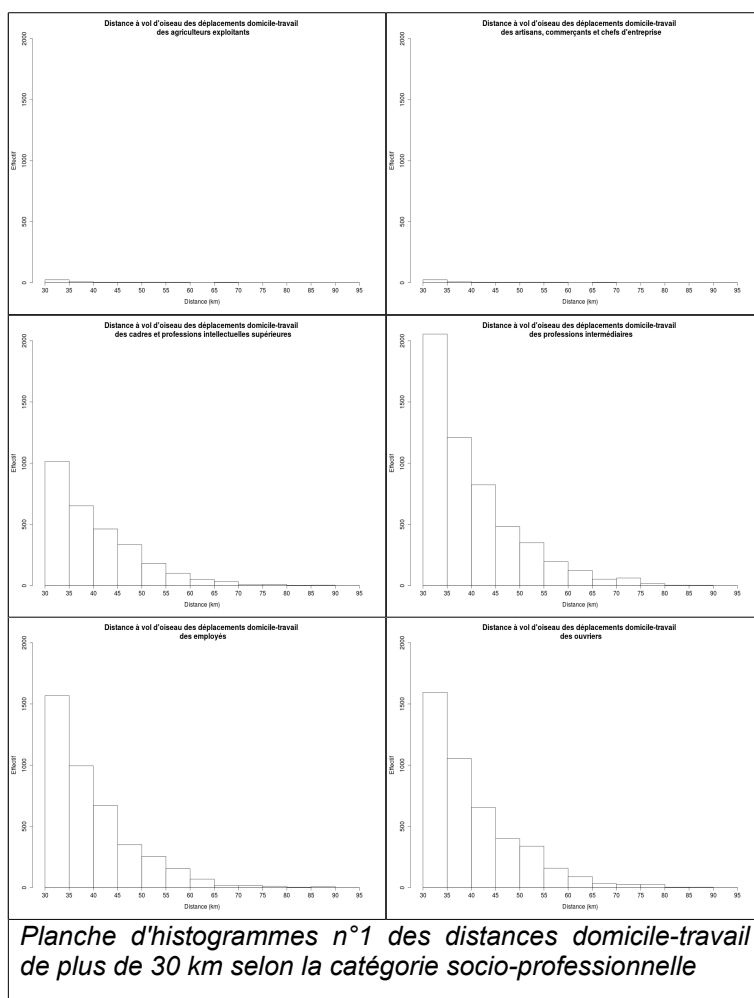 Distance à vol d'oiseau des déplacements domicile-travail
des agriculteurs exploitants
Effectif
0
500
1000
1500
2000
30 35 40 45 50 55 60 65 70 75 80 85 90 95
Distance (km)
Distance à vol d'oiseau des déplacements domicile-travail
des artisans, commerçants et chefs d'entreprise
Effectif
0
500
1000
1500
2000
30 35 40 45 50 55 60 65 70 75 80 85 90 95
Distance (km)
Distance à vol d'oiseau des déplacements domicile-travail
des cadres et professions intellectuelles supérieures
Effectif
0
500
1000
1500
2000
30 35 40 45 50 55 60 65 70 75 80 85 90 95
Distance (km)
Distance à vol d'oiseau des déplacements domicile-travail
des professions intermédiaires
Effectif
0
500
1000
1500
2000
30 35 40 45 50 55 60 65 70 75 80 85 90 95
Distance (km)
Distance à vol d'oiseau des déplacements domicile-travail
des employés
Effectif
0
500
1000
1500
2000
30 35 40 45 50 55 60 65 70 75 80 85 90 95
Distance (km)
Distance à vol d'oiseau des déplacements domicile-travail
des ouvriers
Effectif
0
500
1000
1500
2000
30 35 40 45 50 55 60 65 70 75 80 85 90 95
Distance (km)
Planche d'histogrammes n°1 des distances domicile-travail
de plus de 30 km selon la catégorie socio-professionnelle